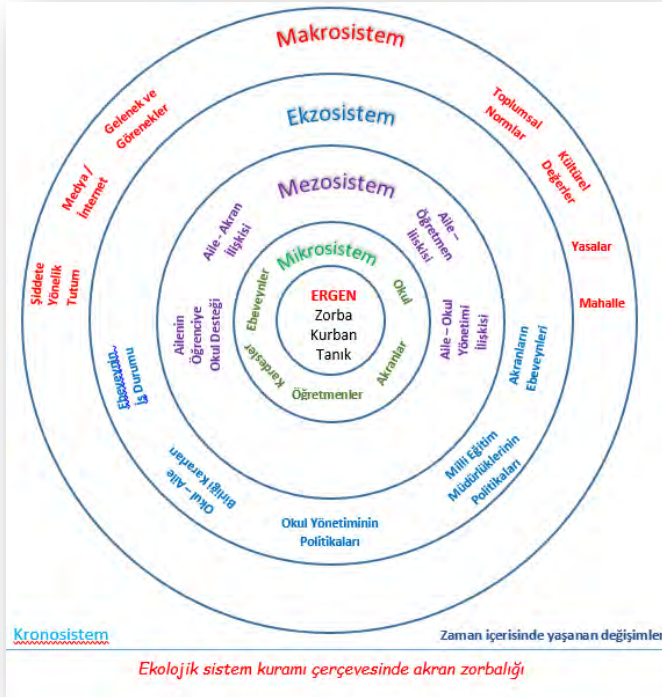 Makrosistem
Gelenek ve
Görenekler
Medya /
İnternet
Şiddete
Yönelik
Tutum
Toplumsal
Normlar
Kültürel
Değerler
Yasalar
Mahalle
Ekzosistem
Ebeveynin
İş Durumu
Okul – Aile
Birliği Kararları
Okul Yönetiminin
Politikaları
Milli Eğitim
Müdürlüklerinin
Politikaları
Akranların
Ebeveynleri
Mezosistem
Aile - Akran
İlişkisi
Ailenin
Öğrenciye
Okul Desteği
Aile –
Öğretmen
İlişkisi
Aile – Okul
Yönetimi
İlişkisi
Mikrosistem
Ebeveynler
Kardeşler
Öğretmenler
Akranlar
Okul
ERGEN
Zorba
Kurban
Tanık
Kronosistem
Zaman içerisinde yaşanan değişimler
Ekolojik sistem kuramı çerçevesinde akran zorbalığı